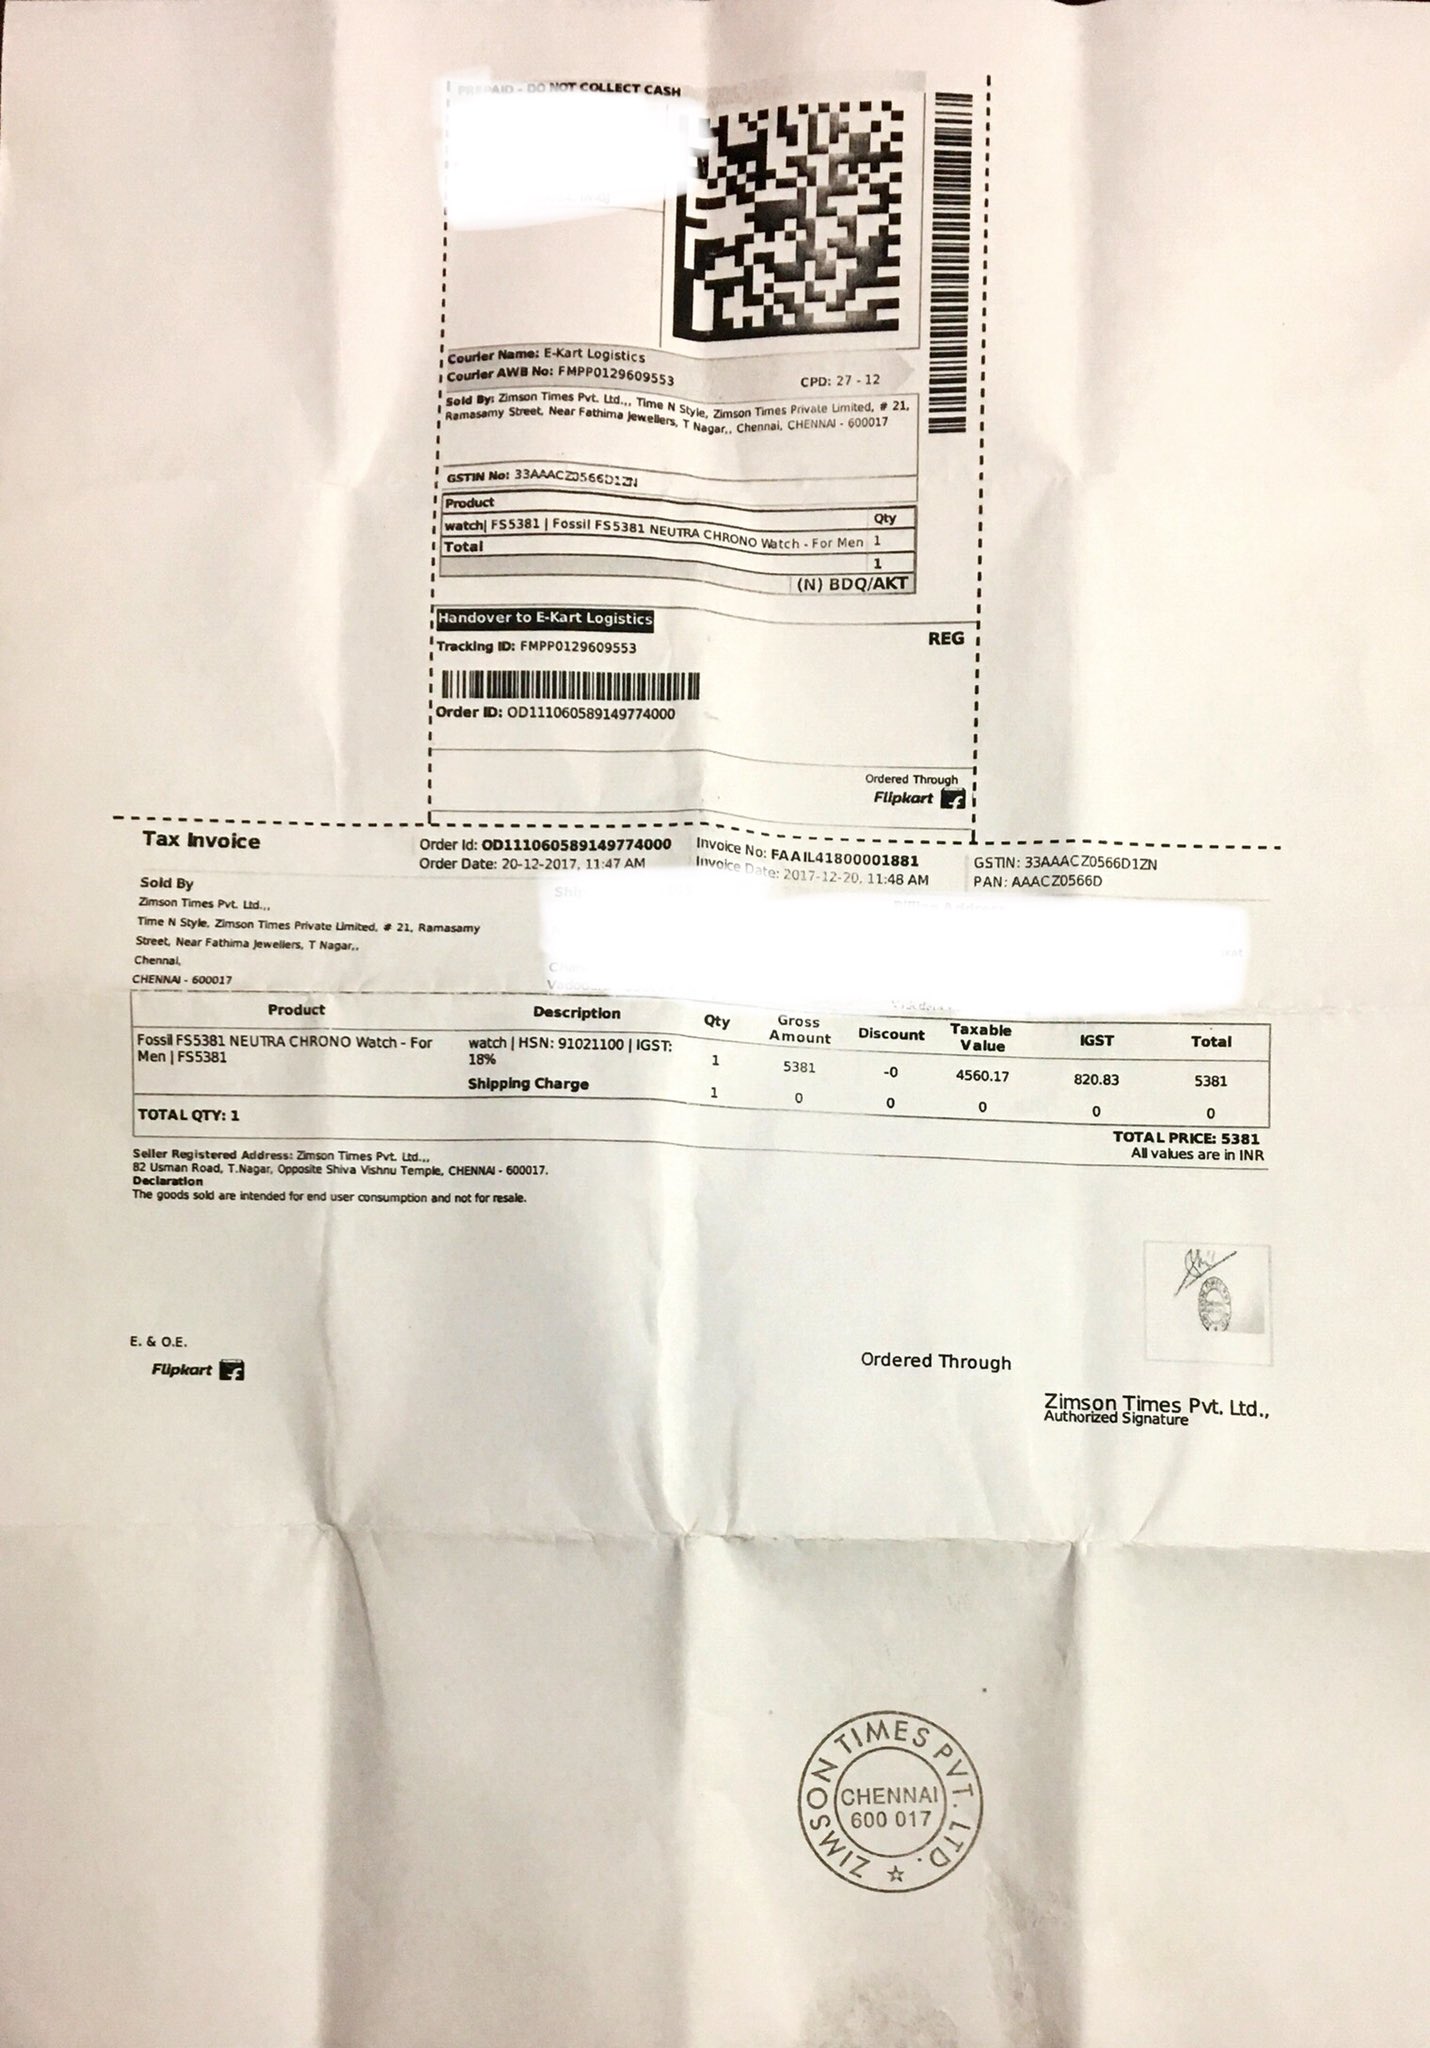 PREPAID - DO NOT COLLECT CASH
Courier Name: E-Kart Logistics
Courier AWB No: FMPP0129609553
CPD: 27 - 12
Sold By: Zimson Times Pvt. Ltd.,, Time N Style, Zimson Times Private Limited, # 21,
Ramasamy Street, Near Fathima Jewellers, T Nagar,, Chennai, CHENNAI - 600017
GSTIN No: 33AAACZ0566D1ZN
Product Qty
watch| FS5381 | Fossil FS5381 NEUTRA CHRONO Watch - For Men 1
Total 1
(N) BDQ/AKT
Handover to E-Kart Logistics
REG
Tracking ID: FMPP0129609553
Order ID: OD111060589149774000
Ordered Through
Flipkart
Tax Invoice
Order Id: OD111060589149774000
Order Date: 20-12-2017, 11:47 AM
Invoice No: FAAIL41800001881
Invoice Date: 2017-12-20, 11:48 AM
GSTIN: 33AAACZ0566D1ZN
PAN: AAACZ0566D
Sold By
Zimson Times Pvt. Ltd.,,
Time N Style, Zimson Times Private Limited, # 21, Ramasamy
Street, Near Fathima Jewellers, T Nagar,,
Chennai,
CHENNAI - 600017
Product Description Qty Gross Amount Discount Taxable Value IGST Total
Fossil FS5381 NEUTRA CHRONO Watch - For
Men | FS5381
watch | HSN: 91021100 | IGST:
18%
1 5381 -0 4560.17 820.83 5381
Shipping Charge 1 0 0 0 0 0
TOTAL QTY: 1
TOTAL PRICE: 5381
All values are in INR
Seller Registered Address: Zimson Times Pvt. Ltd.,,
82 Usman Road, T.Nagar, Opposite Shiva Vishnu Temple, CHENNAI - 600017.
Declaration
The goods sold are intended for end user consumption and not for resale.
E. & O.E.
Flipkart
Ordered Through
Zimson Times Pvt. Ltd.,
Authorized Signature
ZIMSON TIMES PVT. LTD.
CHENNAI
600 017